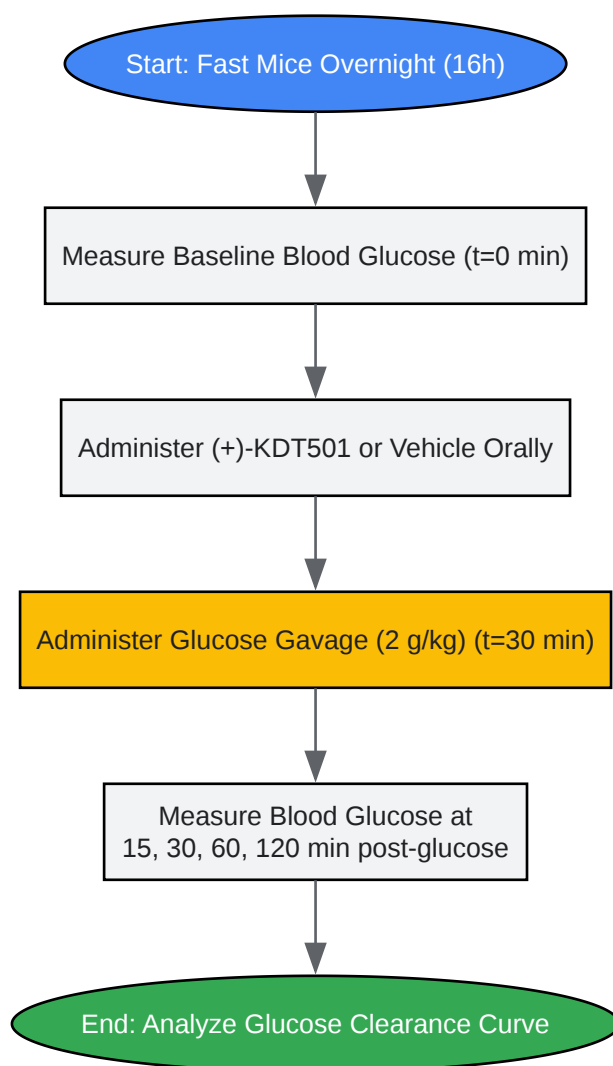 Start: Fast Mice Overnight (16h)
Measure Baseline Blood Glucose (t=0 min)
Administer (+)-KDT501 or Vehicle Orally
Administer Glucose Gavage (2 g/kg) (t=30 min)
Measure Blood Glucose at
15, 30, 60, 120 min post-glucose
End: Analyze Glucose Clearance Curve